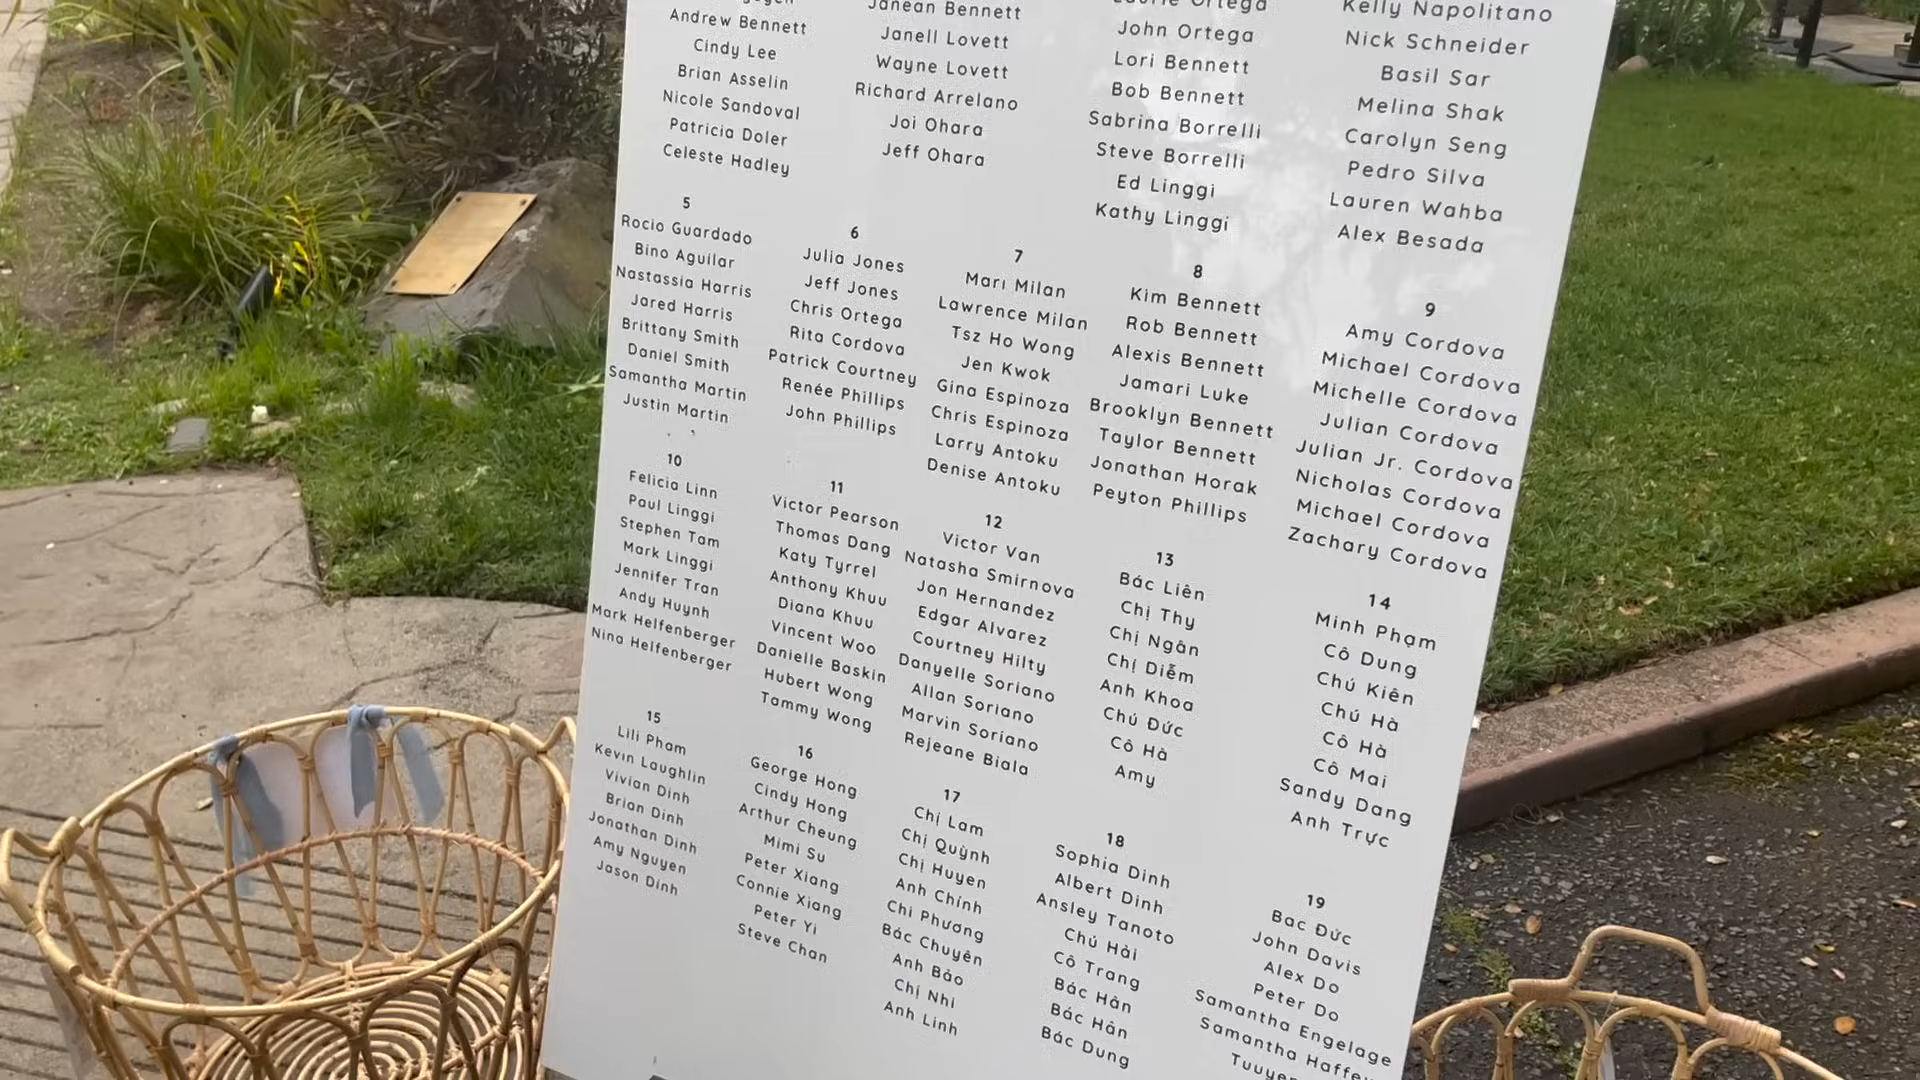 Andrew Bennett
Cindy Lee
Brian Asselin
Nicole Sandoval
Patricia Doler
Celeste Hadley
Janean Bennett
Janell Lovett
Wayne Lovett
Richard Arrelano
Joi Ohara
Jeff Ohara
Laurie Ortega
John Ortega
Lori Bennett
Bob Bennett
Sabrina Borrelli
Steve Borrelli
Ed Linggi
Kathy Linggi
Kelly Napolitano
Nick Schneider
Basil Sar
Melina Shak
Carolyn Seng
Pedro Silva
Lauren Wahba
Alex Besada
5
Rocio Guardado
Bino Aguilar
Nastassia Harris
Jared Harris
Brittany Smith
Daniel Smith
Samantha Martin
Justin Martin
6
Julia Jones
Jeff Jones
Chris Ortega
Rita Cordova
Patrick Courtney
Renée Phillips
John Phillips
7
Mari Milan
Lawrence Milan
Tsz Ho Wong
Jen Kwok
Gina Espinoza
Chris Espinoza
Larry Antoku
Denise Antoku
8
Kim Bennett
Rob Bennett
Alexis Bennett
Jamari Luke
Brooklyn Bennett
Taylor Bennett
Jonathan Horak
Peyton Phillips
9
Amy Cordova
Michael Cordova
Michelle Cordova
Julian Cordova
Julian Jr. Cordova
Nicholas Cordova
Michael Cordova
Zachary Cordova
10
Felicia Linn
Paul Linggi
Stephen Tam
Mark Linggi
Jennifer Tran
Andy Huynh
Mark Helfenberger
Nina Helfenberger
11
Victor Pearson
Thomas Dang
Katy Tyrrel
Anthony Khuu
Diana Khuu
Vincent Woo
Danielle Baskin
Hubert Wong
Tammy Wong
12
Victor Van
Natasha Smirnova
Jon Hernandez
Edgar Alvarez
Courtney Hilty
Danyelle Soriano
Allan Soriano
Marvin Soriano
Rejeane Biala
13
Bác Liên
Chị Thy
Chị Ngân
Chị Diễm
Anh Khoa
Chú Đức
Cô Hà
Amy
14
Minh Phạm
Cô Dung
Chú Kiên
Chú Hà
Cô Hà
Cô Mai
Sandy Dang
Anh Trực
15
Lili Pham
Kevin Laughlin
Vivian Dinh
Brian Dinh
Jonathan Dinh
Amy Nguyen
Jason Dinh
16
George Hong
Cindy Hong
Arthur Cheung
Mimi Su
Peter Xiang
Connie Xiang
Peter Yi
Steve Chan
17
Chị Lam
Chị Quỳnh
Chị Huyen
Anh Chính
Chi Phương
Bác Chuyên
Anh Bảo
Chị Nhi
Anh Linh
18
Sophia Dinh
Albert Dinh
Ansley Tanoto
Chú Hải
Cô Trang
Bác Hân
Bác Hân
Bác Dung
19
Bac Đức
John Davis
Alex Do
Peter Do
Samantha Engelage
Samantha